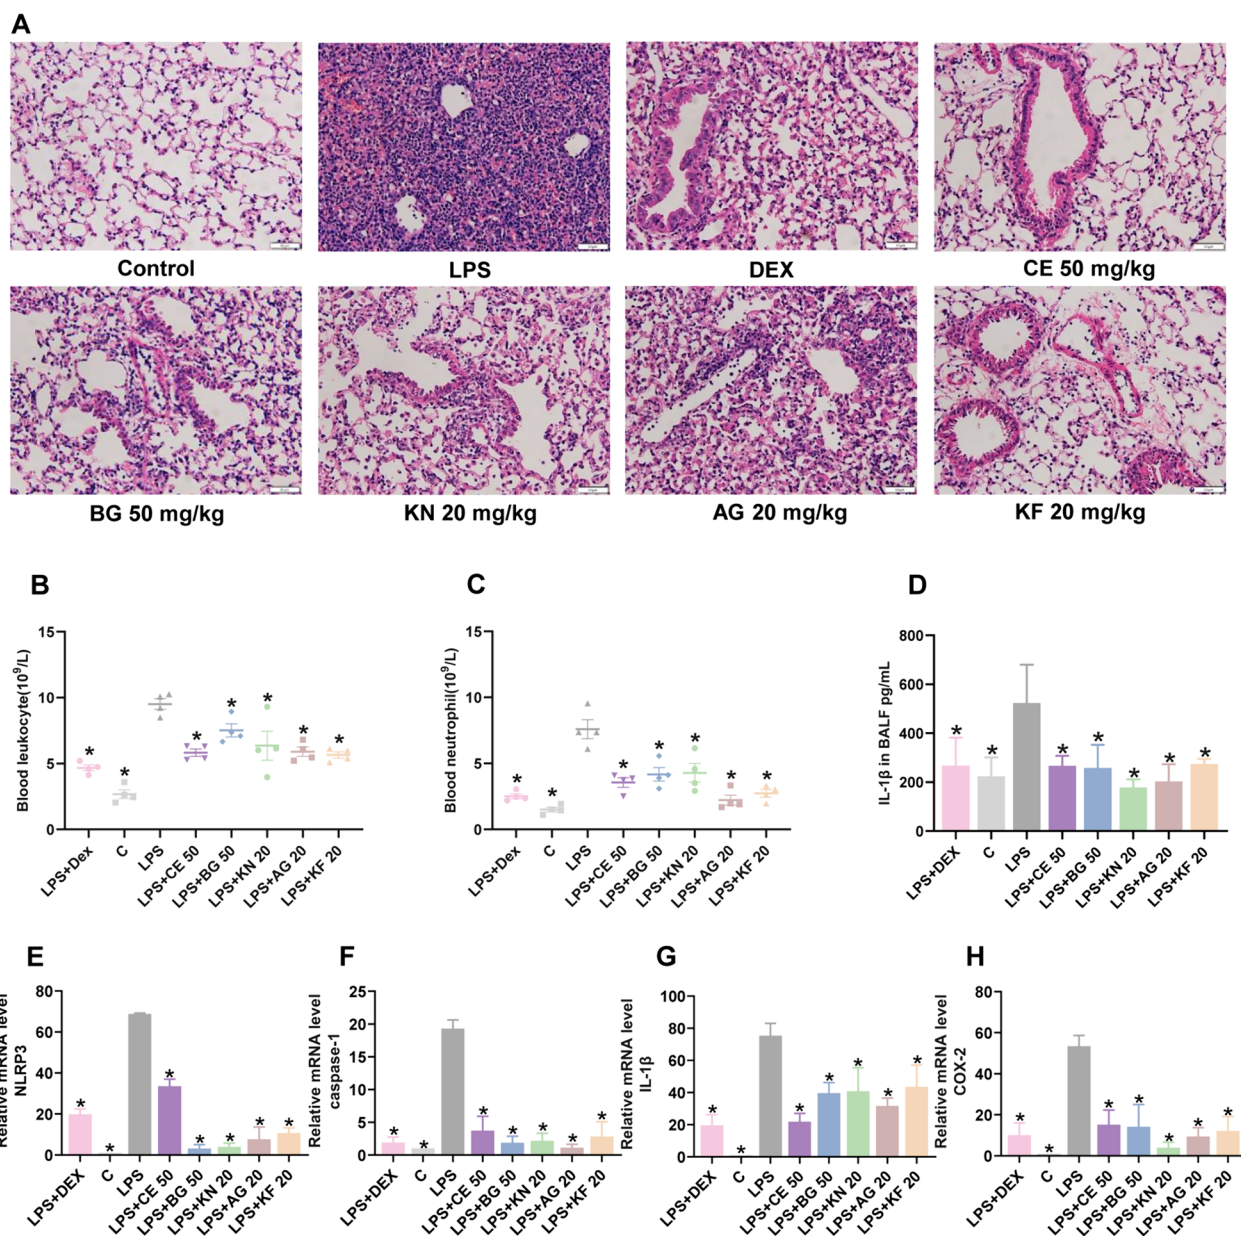 A
Control
LPS
DEX
CE 50 mg/kg
BG 50 mg/kg
KN 20 mg/kg
AG 20 mg/kg
KF 20 mg/kg
B
Blood leukocyte(10⁹/L)
15
10
5
0
* * * * * * *
LPS+Dex
C
LPS
LPS+CE 50
LPS+BG 50
LPS+KN 20
LPS+AG 20
LPS+KF 20
C
Blood neutrophil(10⁹/L)
15
10
5
0
* * * * * * *
LPS+Dex
C
LPS
LPS+CE 50
LPS+BG 50
LPS+KN 20
LPS+AG 20
LPS+KF 20
D
IL-1β in BALF pg/mL
800
600
400
200
0
* * * * * * *
LPS+DEX
C
LPS
LPS+CE 50
LPS+BG 50
LPS+KN 20
LPS+AG 20
LPS+KF 20
E
Relative mRNA level
NLRP3
80
60
40
20
0
* * * * * * *
LPS+DEX
C
LPS
LPS+CE 50
LPS+BG 50
LPS+KN 20
LPS+AG 20
LPS+KF 20
F
Relative mRNA level
caspase-1
25
20
15
10
5
0
* * * * * * *
LPS+DEX
C
LPS
LPS+CE 50
LPS+BG 50
LPS+KN 20
LPS+AG 20
LPS+KF 20
G
Relative mRNA level
IL-1β
100
80
60
40
20
0
* * * * * * *
LPS+DEX
C
LPS
LPS+CE 50
LPS+BG 50
LPS+KN 20
LPS+AG 20
LPS+KF 20
H
Relative mRNA level
COX-2
80
60
40
20
0
* * * * * * *
LPS+DEX
C
LPS
LPS+CE 50
LPS+BG 50
LPS+KN 20
LPS+AG 20
LPS+KF 20